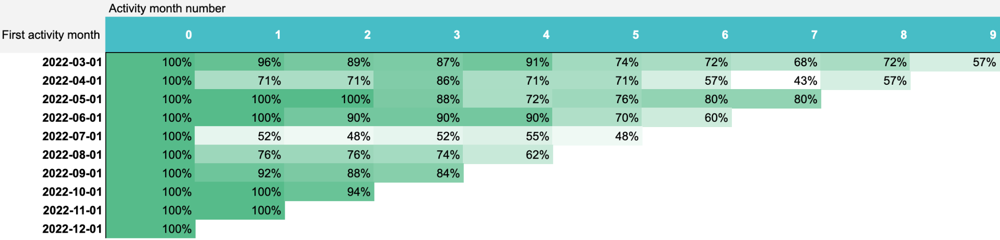 Activity month number
First activity month 0 1 2 3 4 5 6 7 8 9
2022-03-01 100% 96% 89% 87% 91% 74% 72% 68% 72% 57%
2022-04-01 100% 71% 71% 86% 71% 71% 57% 43% 57%
2022-05-01 100% 100% 100% 88% 72% 76% 80% 80%
2022-06-01 100% 100% 90% 90% 90% 70% 60%
2022-07-01 100% 52% 48% 52% 55% 48%
2022-08-01 100% 76% 76% 74% 62%
2022-09-01 100% 92% 88% 84%
2022-10-01 100% 100% 94%
2022-11-01 100% 100%
2022-12-01 100%